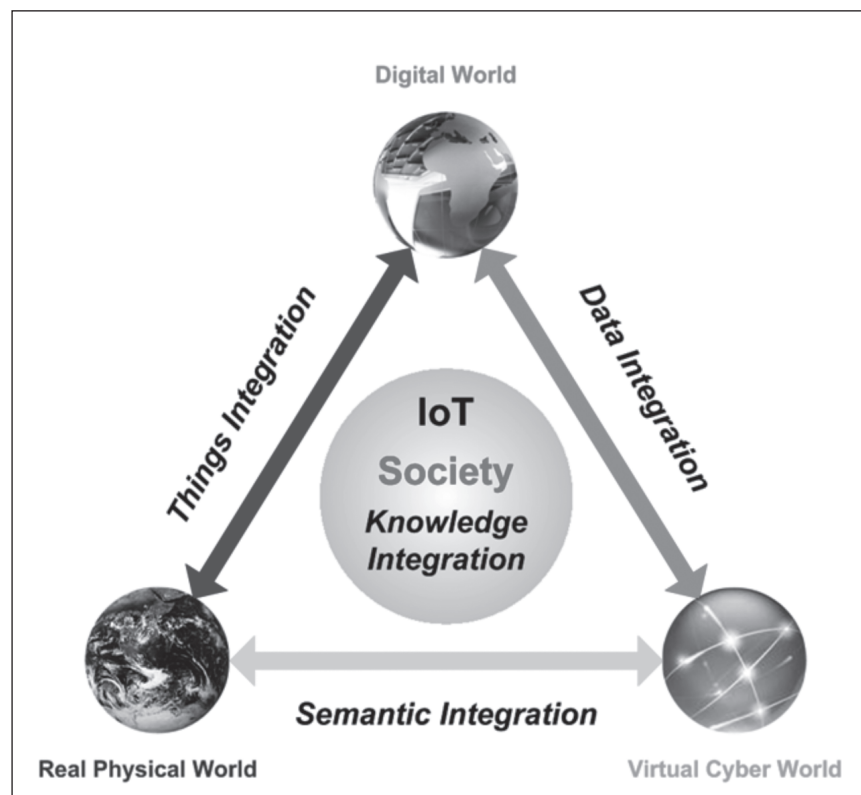 Digital World
Things Integration
Data Integration
IoT
Society
Knowledge
Integration
Semantic Integration
Real Physical World
Virtual Cyber World